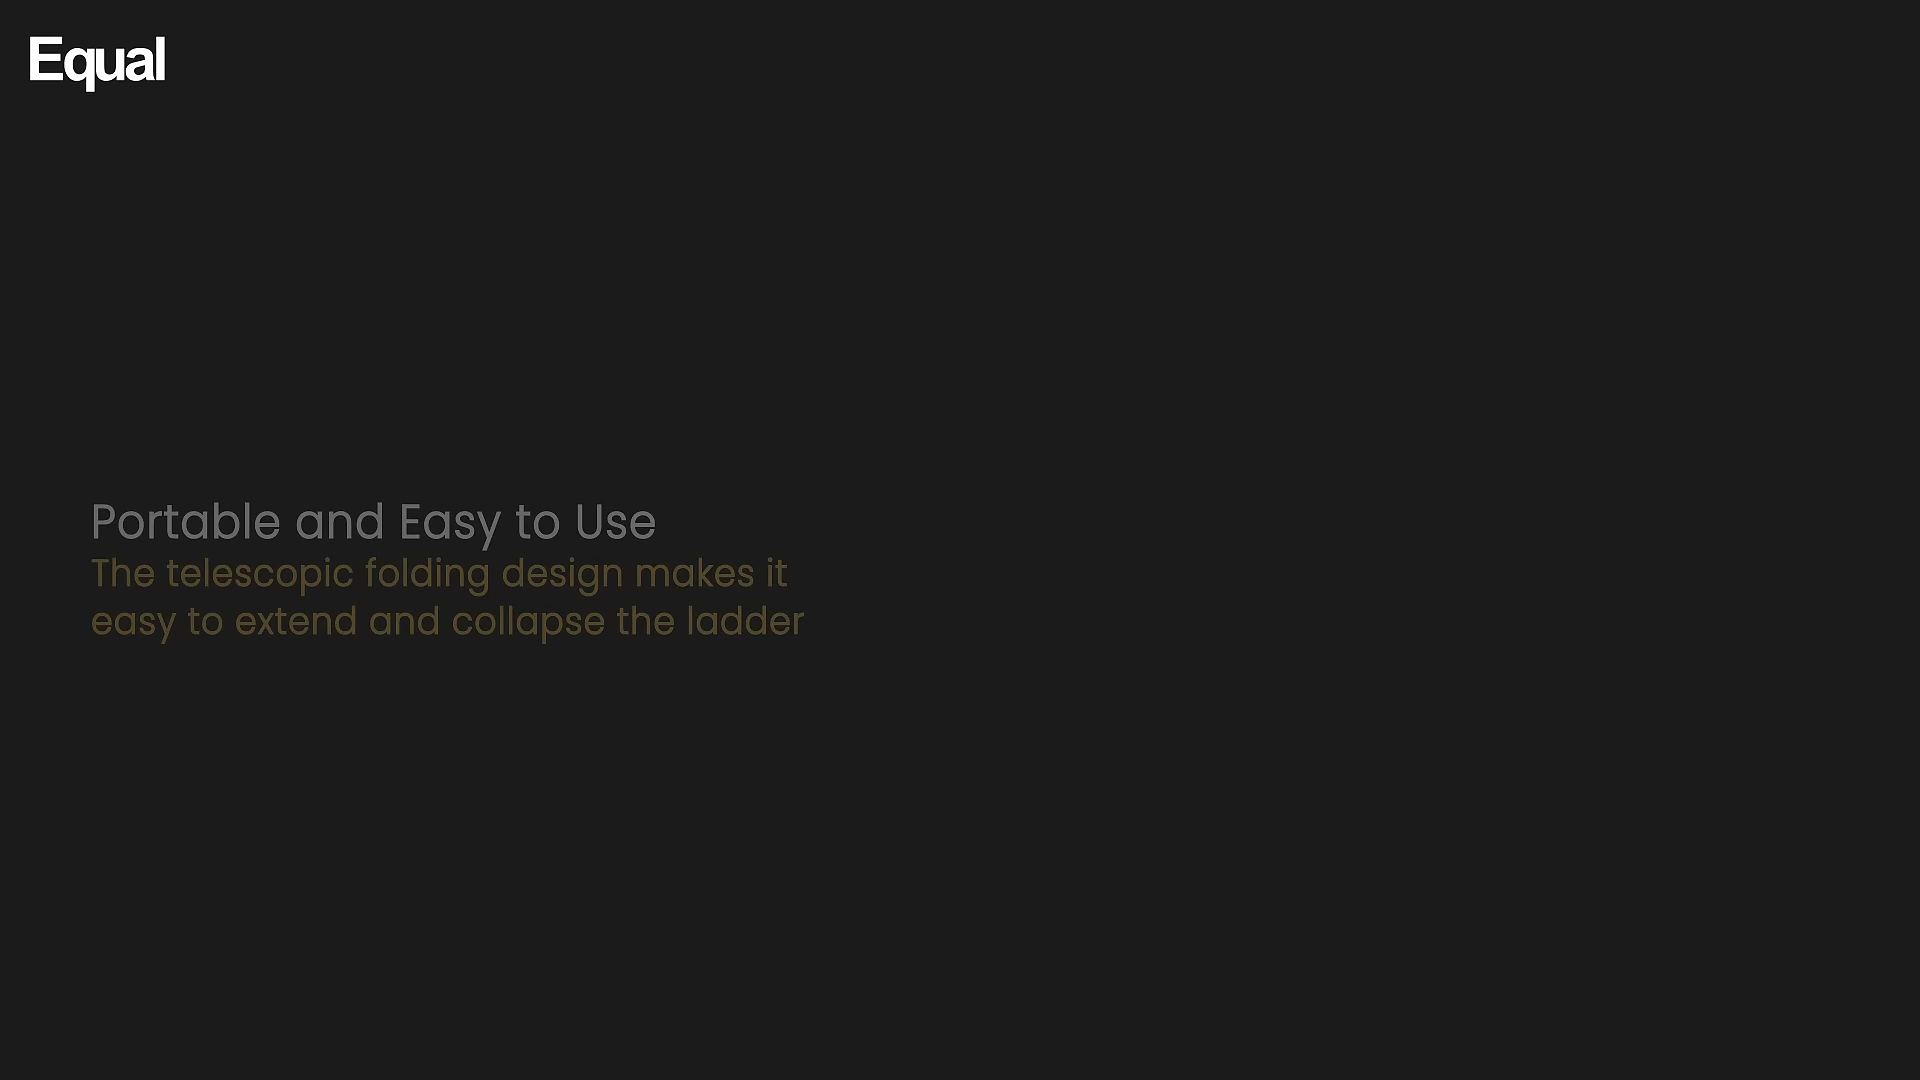 Equal
Portable and Easy to Use
The telescopic folding design makes it
easy to extend and collapse the ladder